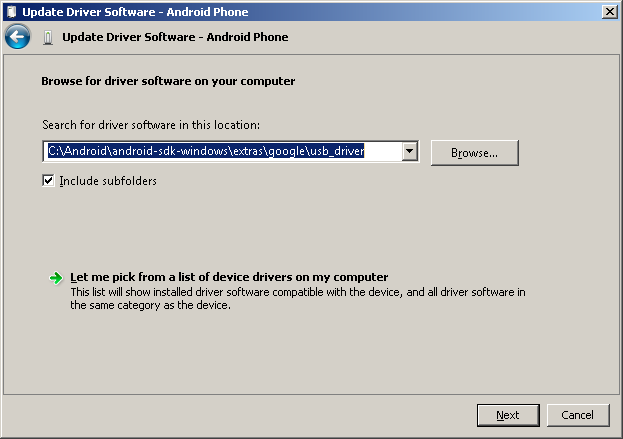 Update Driver Software - Android Phone
Update Driver Software - Android Phone
Browse for driver software on your computer
Search for driver software in this location:
C:\Android\android-sdk-windows\extras\google\usb_driver
Browse...
Include subfolders
Let me pick from a list of device drivers on my computer
This list will show installed driver software compatible with the device, and all driver software in
the same category as the device.
Next
Cancel